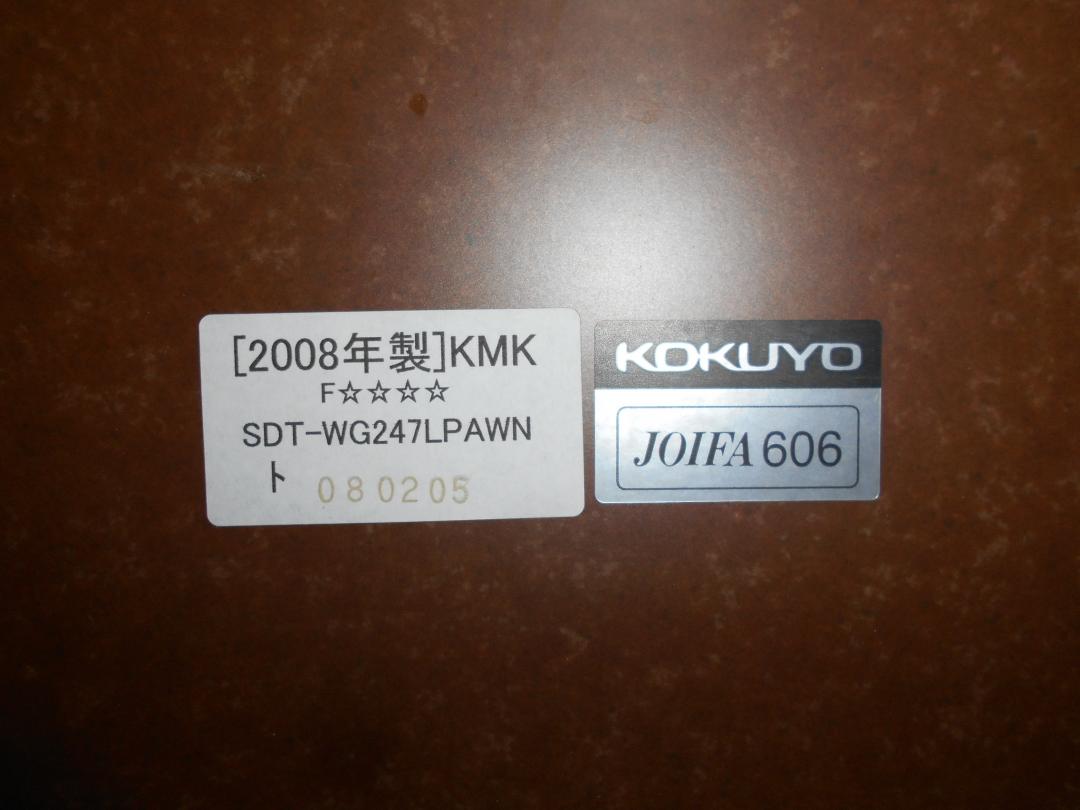 [2008年製]KMK
F☆☆☆☆
SDT-WG247LPAWN
ト 080205
KOKUYO
JOIFA 606